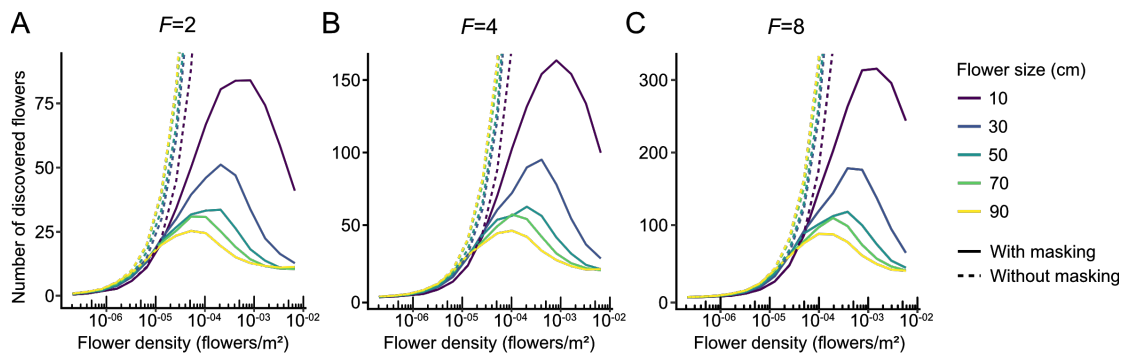 A
F=2
B
F=4
C
F=8
Number of discovered flowers
75
50
25
0
10-06
10-05
10-04
10-03
10-02
Flower density (flowers/m²)
150
100
50
0
10-06
10-05
10-04
10-03
10-02
Flower density (flowers/m²)
300
200
100
0
10-06
10-05
10-04
10-03
10-02
Flower density (flowers/m²)
Flower size (cm)
10
30
50
70
90
With masking
Without masking